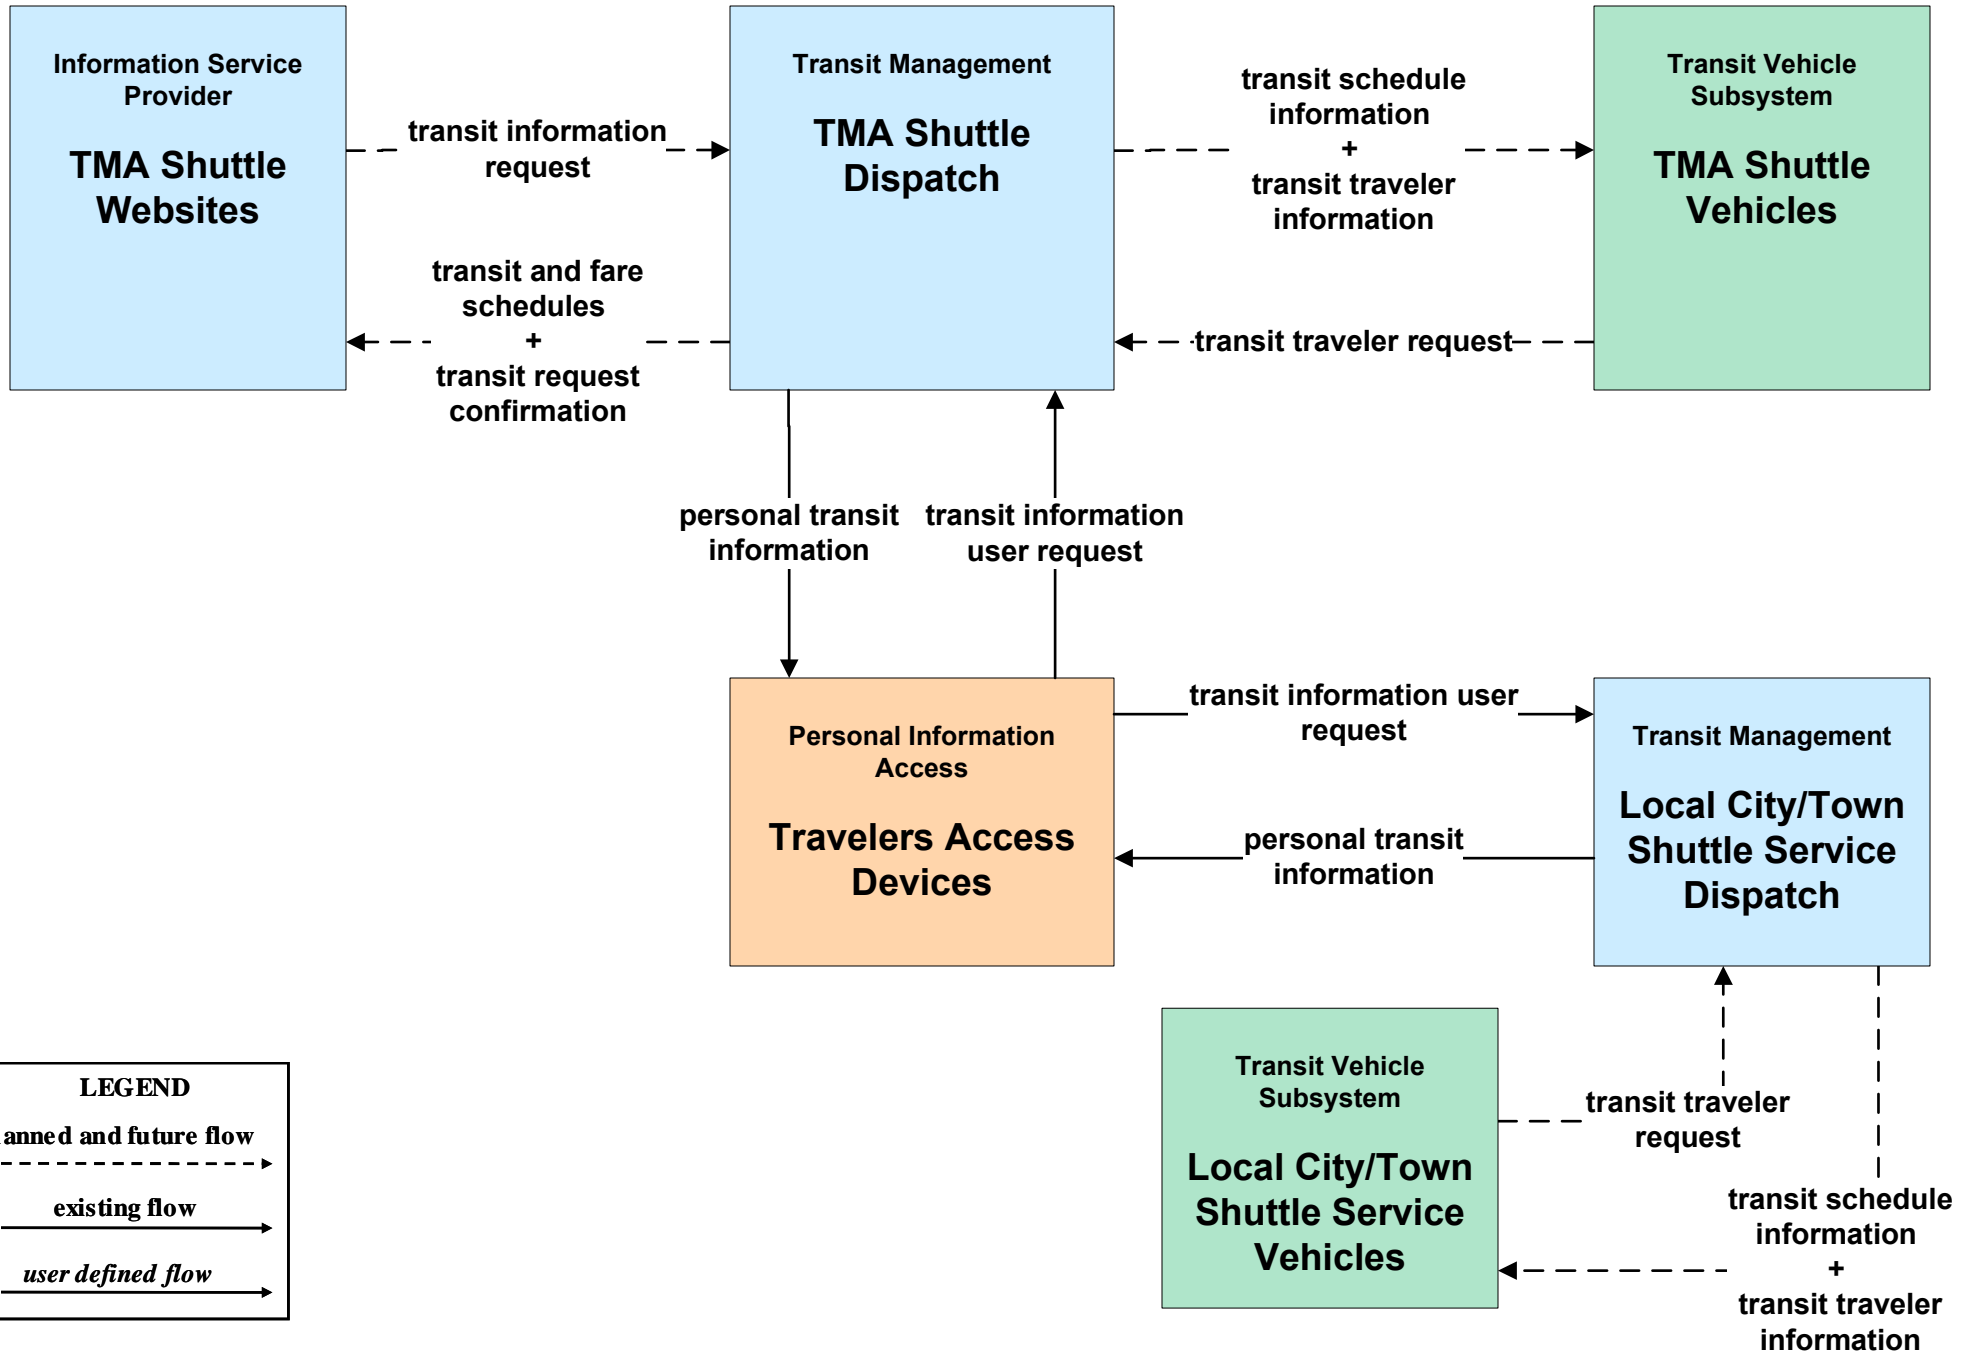 Information Service
Provider
TMA Shuttle
Websites
transit information
request
transit and fare
schedules
+
transit request
confirmation
Transit Management
TMA Shuttle
Dispatch
transit schedule
information
+
transit traveler
information
transit traveler request
Transit Vehicle
Subsystem
TMA Shuttle
Vehicles
personal transit
information
transit information
user request
Personal Information
Access
Travelers Access
Devices
transit information user
request
personal transit
information
Transit Management
Local City/Town
Shuttle Service
Dispatch
Transit Vehicle
Subsystem
Local City/Town
Shuttle Service
Vehicles
transit traveler
request
transit schedule
information
+
transit traveler
information
LEGEND
anned and future flow
existing flow
user defined flow